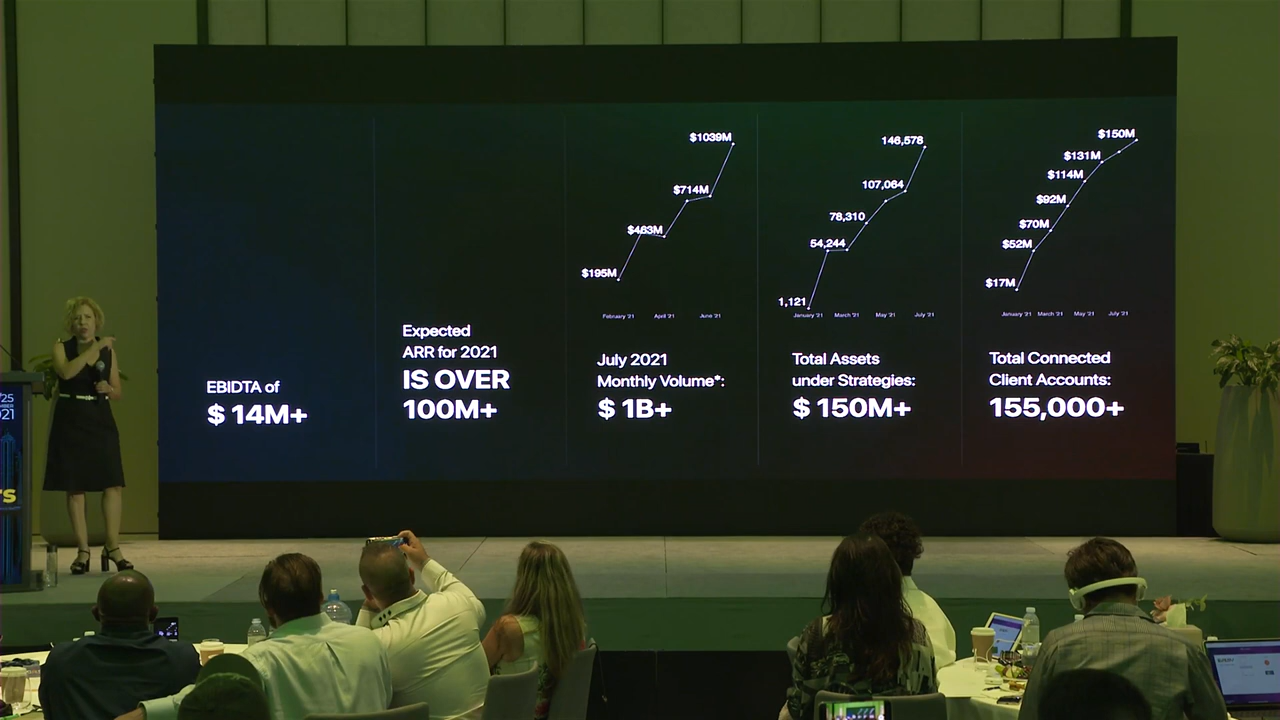 EBIDTA of
$ 14M+
Expected
ARR for 2021
IS OVER
100M+
$1039M
$714M
$463M
$195M
February '21 April '21 June '21
July 2021
Monthly Volume*:
$ 1B+
146,578
107,064
78,310
54,244
1,121
January '21 March '21 May '21 July '21
Total Assets
under Strategies:
$ 150M+
$150M
$131M
$114M
$92M
$70M
$52M
$17M
January '21 March '21 May '21 July '21
Total Connected
Client Accounts:
155,000+